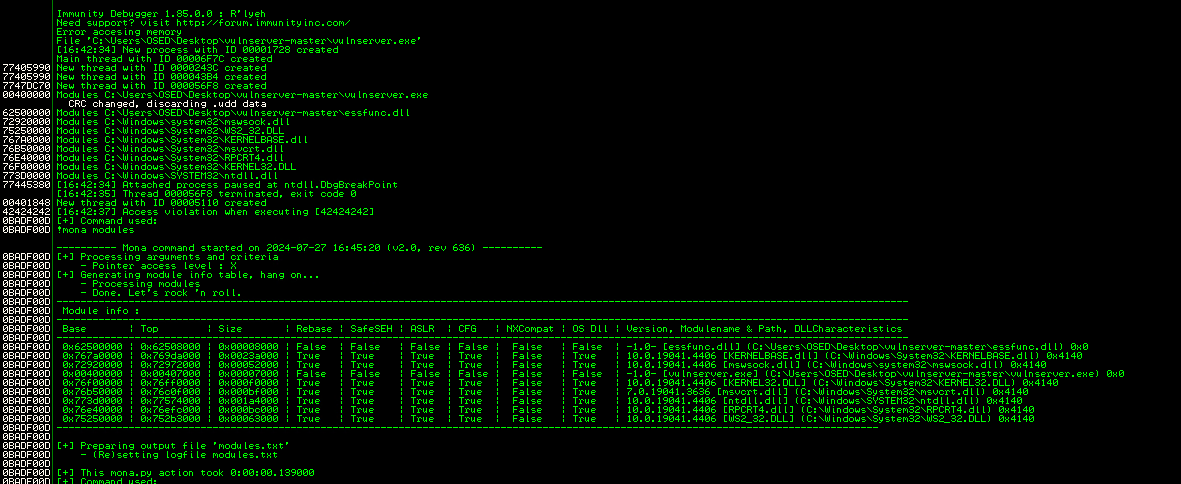 Immunity Debugger 1.85.0.0 : R'lyeh
Need support? visit http://forum.immunityinc.com/
Error accesing memory
File 'C:\Users\OSED\Desktop\vulnserver-master\vulnserver.exe'
[16:42:34] New process with ID 00001728 created
Main thread with ID 00006F7C created
77405990 New thread with ID 0000243C created
77405990 New thread with ID 000043B4 created
7747DC70 New thread with ID 000056F8 created
00400000 Modules C:\Users\OSED\Desktop\vulnserver-master\vulnserver.exe
CRC changed, discarding .udd data
62500000 Modules C:\Users\OSED\Desktop\vulnserver-master\essfunc.dll
72920000 Modules C:\Windows\system32\mswsock.dll
75250000 Modules C:\Windows\System32\WS2_32.DLL
767A0000 Modules C:\Windows\System32\KERNELBASE.dll
76B50000 Modules C:\Windows\System32\msvcrt.dll
76E40000 Modules C:\Windows\System32\RPCRT4.dll
76F00000 Modules C:\Windows\System32\KERNEL32.DLL
773D0000 Modules C:\Windows\SYSTEM32\ntdll.dll
77445380 [16:42:34] Attached process paused at ntdll.DbgBreakPoint
[16:42:35] Thread 000056F8 terminated, exit code 0
00401848 New thread with ID 00005110 created
42424242 [16:42:37] Access violation when executing [42424242]
0BADF00D [+] Command used:
0BADF00D !mona modules
---------- Mona command started on 2024-07-27 16:45:20 (v2.0, rev 636) ----------
0BADF00D [+] Processing arguments and criteria
0BADF00D - Pointer access level : X
0BADF00D [+] Generating module info table, hang on...
0BADF00D - Processing modules
0BADF00D - Done. Let's rock 'n roll.
0BADF00D -----------------------------------------------------------------------------------------------------------------------------------------
0BADF00D Module info :
0BADF00D -----------------------------------------------------------------------------------------------------------------------------------------
0BADF00D Base | Top | Size | Rebase | SafeSEH | ASLR | CFG | NXCompat | OS Dll | Version, Modulename & Path, DLLCharacteristics
0BADF00D -----------------------------------------------------------------------------------------------------------------------------------------
0BADF00D 0x62500000 | 0x62508000 | 0x00008000 | False | False | False | False | False | False | -1.0- [essfunc.dll] (C:\Users\OSED\Desktop\vulnserver-master\essfunc.dll) 0x0
0BADF00D 0x767a0000 | 0x769da000 | 0x0023a000 | True | True | True | True | False | True | 10.0.19041.4406 [KERNELBASE.dll] (C:\Windows\System32\KERNELBASE.dll) 0x4140
0BADF00D 0x72920000 | 0x72972000 | 0x00052000 | True | True | True | True | False | True | 10.0.19041.4406 [mswsock.dll] (C:\Windows\system32\mswsock.dll) 0x4140
0BADF00D 0x00400000 | 0x00407000 | 0x00007000 | False | False | False | False | False | False | -1.0- [vulnserver.exe] (C:\Users\OSED\Desktop\vulnserver-master\vulnserver.exe) 0x0
0BADF00D 0x76f00000 | 0x76ff0000 | 0x000f0000 | True | True | True | True | False | True | 10.0.19041.4406 [KERNEL32.DLL] (C:\Windows\System32\KERNEL32.DLL) 0x4140
0BADF00D 0x76b50000 | 0x76c0f000 | 0x000bf000 | True | True | True | True | False | True | 7.0.19041.3636 [msvcrt.dll] (C:\Windows\System32\msvcrt.dll) 0x4140
0BADF00D 0x773d0000 | 0x77574000 | 0x001a4000 | True | True | True | True | False | True | 10.0.19041.4406 [ntdll.dll] (C:\Windows\SYSTEM32\ntdll.dll) 0x4140
0BADF00D 0x76e40000 | 0x76efc000 | 0x000bc000 | True | True | True | True | False | True | 10.0.19041.4406 [RPCRT4.dll] (C:\Windows\System32\RPCRT4.dll) 0x4140
0BADF00D 0x75250000 | 0x752b3000 | 0x00063000 | True | True | True | True | False | True | 10.0.19041.4406 [WS2_32.DLL] (C:\Windows\System32\WS2_32.DLL) 0x4140
0BADF00D -----------------------------------------------------------------------------------------------------------------------------------------
0BADF00D
0BADF00D [+] Preparing output file 'modules.txt'
0BADF00D - (Re)setting logfile modules.txt
0BADF00D
0BADF00D [+] This mona.py action took 0:00:00.139000
0BADF00D [+] Command used: